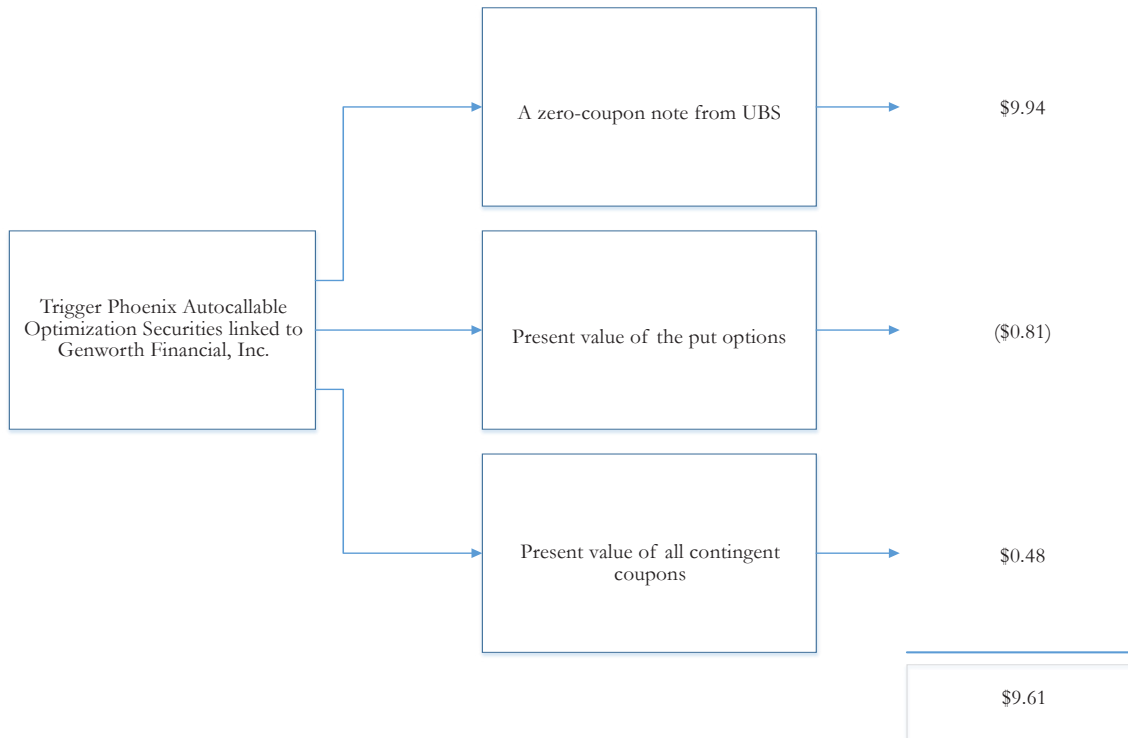 A zero-coupon note from UBS
$9.94
Trigger Phoenix Autocallable
Optimization Securities linked to
Genworth Financial, Inc.
Present value of the put options
($0.81)
Present value of all contingent
coupons
$0.48
$9.61